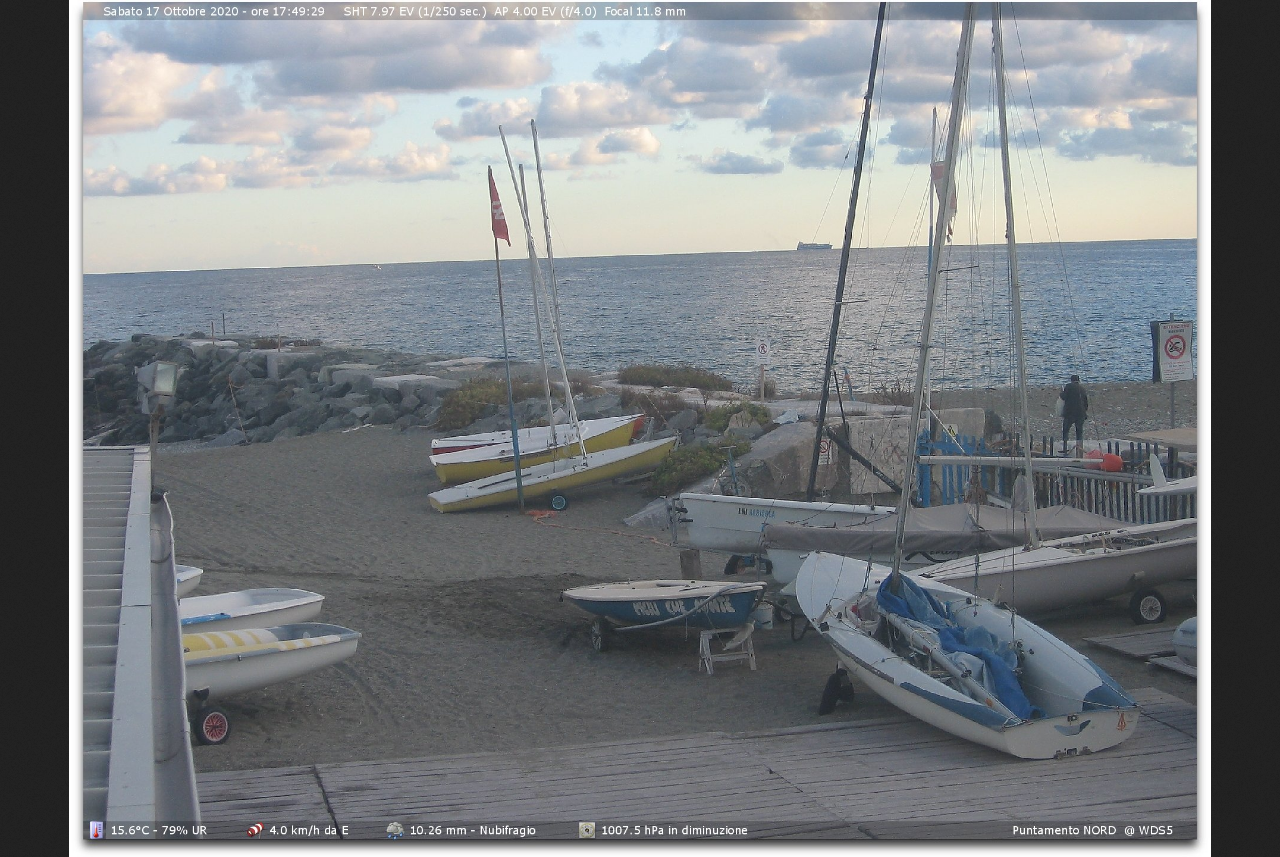 Sabato 17 Ottobre 2020 - ore 17:49:29 SHT 7.97 EV (1/250 sec.) AP 4.00 EV (f/4.0) Focal 11.8 mm
15.6°C - 79% UR 4.0 km/h da E 10.26 mm - Nubifragio 1007.5 hPa in diminuzione Puntamento NORD @ WDS5